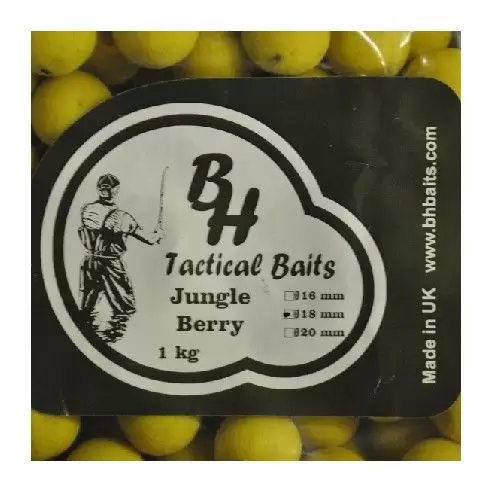 BH
Tactical Baits
Jungle
Berry
1 kg
16 mm
18 mm
20 mm
Made in UK www.bhbaits.com